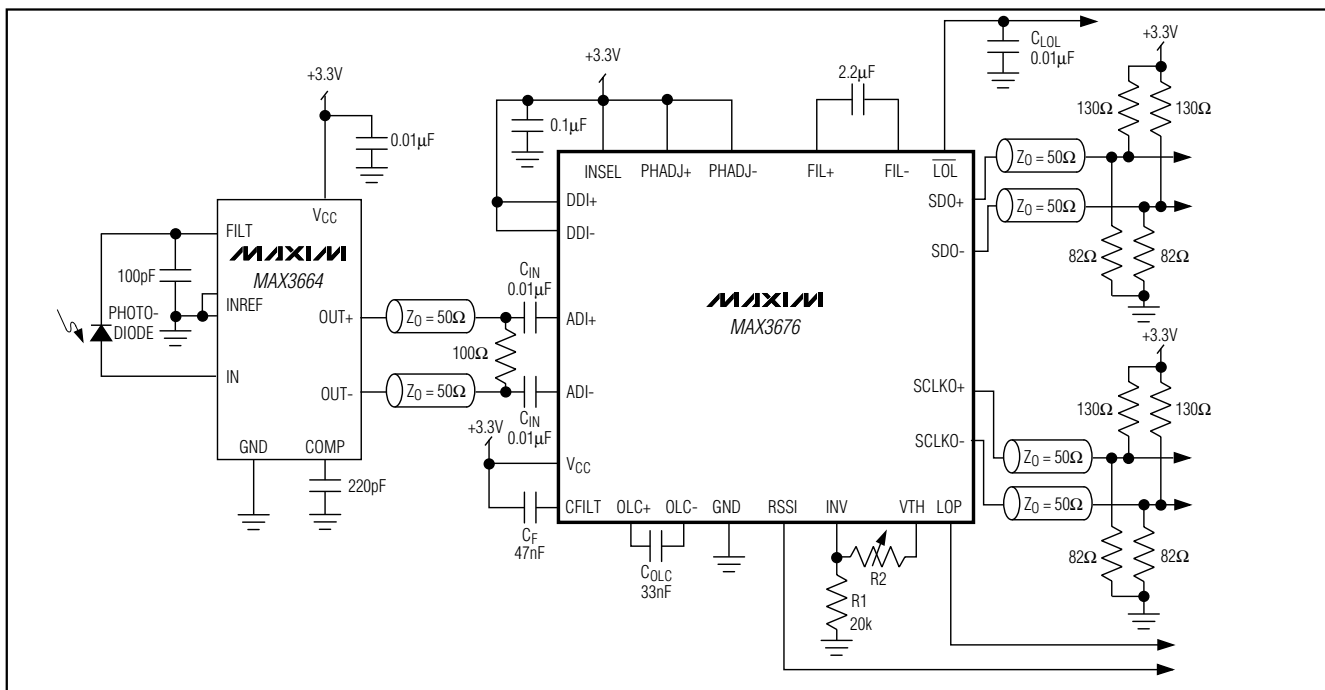 +3.3V
0.01µF
VCC
FILT
MAXIM
MAX3664
100pF
INREF
PHOTO-
DIODE
IN
OUT+
OUT-
GND
COMP
220pF
Z0 = 50Ω
Z0 = 50Ω
100Ω
CIN
0.01µF
CIN
0.01µF
+3.3V
0.1µF
2.2µF
CLOL
0.01µF
INSEL
PHADJ+
PHADJ-
FIL+
FIL-
LOL
DDI+
DDI-
ADI+
ADI-
+3.3V
VCC
CFILT
CF
47nF
MAXIM
MAX3676
OLC+
OLC-
COLC
33nF
GND
RSSI
INV
VTH
LOP
R2
R1
20k
SDO+
SDO-
SCLKO+
SCLKO-
+3.3V
130Ω
130Ω
Z0 = 50Ω
Z0 = 50Ω
82Ω
82Ω
+3.3V
130Ω
130Ω
Z0 = 50Ω
Z0 = 50Ω
82Ω
82Ω